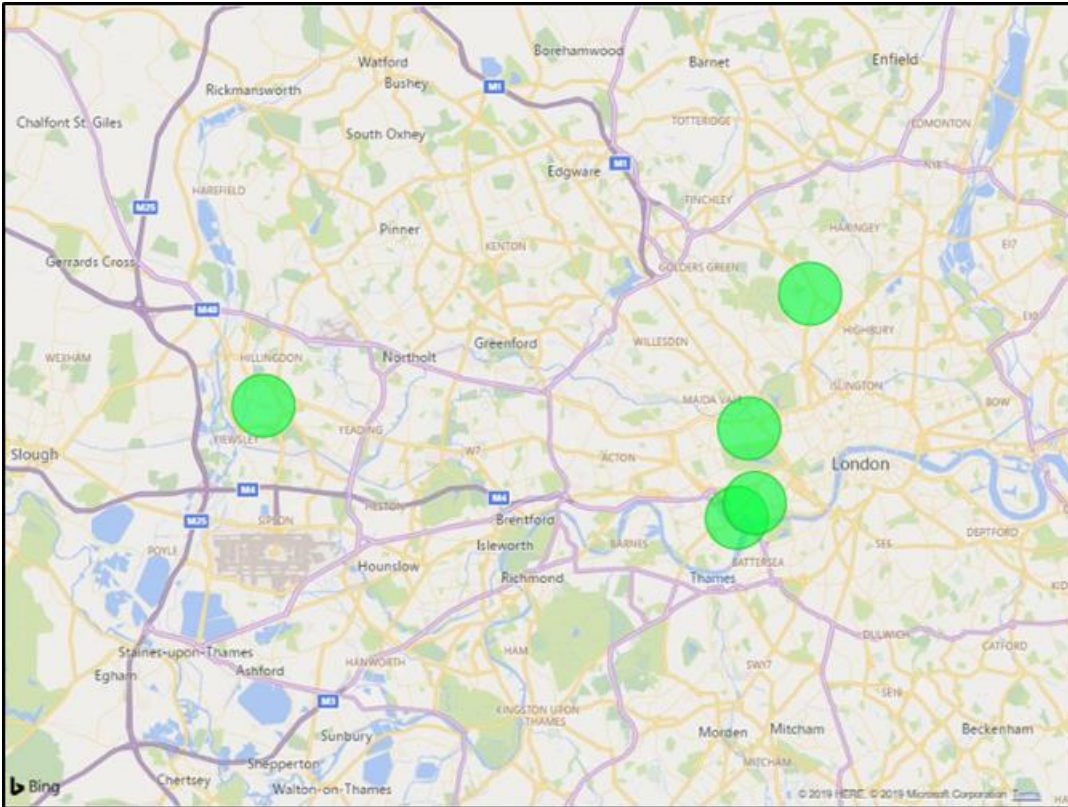 Borehamwood
Barnet
Enfield
Watford
Bushey
M1
Rickmansworth
Chalfont St. Giles
South Oxhey
TOTTERIDGE
EDMONTON
M1
Edgware
HAREFIELD
FINCHLEY
M25
Pinner
HARINGEY
KENTON
E17
Gerrards Cross
GOLDERS GREEN
M40
E10
HIGHBURY
WEXHAM
HILLINGDON
Northolt
Greenford
WILLESDEN
ISLINGTON
MAIDA VALE
BOW
YIEWSLEY
YEADING
Slough
W7
ACTON
London
M4
HESTON
M4
M25
SIPSON
Brentford
DEPTFORD
POYLE
Isleworth
BARNES
Hounslow
BATTERSEA
Richmond
Thames
DULWICH
CATFORD
Staines-upon-Thames
HAM
Egham
Ashford
HANWORTH
SW17
M3
KINGSTON UPON
THAMES
Sunbury
Morden
Mitcham
Beckenham
Shepperton
MITCHAM
Chertsey
Walton-on-Thames
Bing
© 2019 HERE, © 2019 Microsoft Corporation Terms